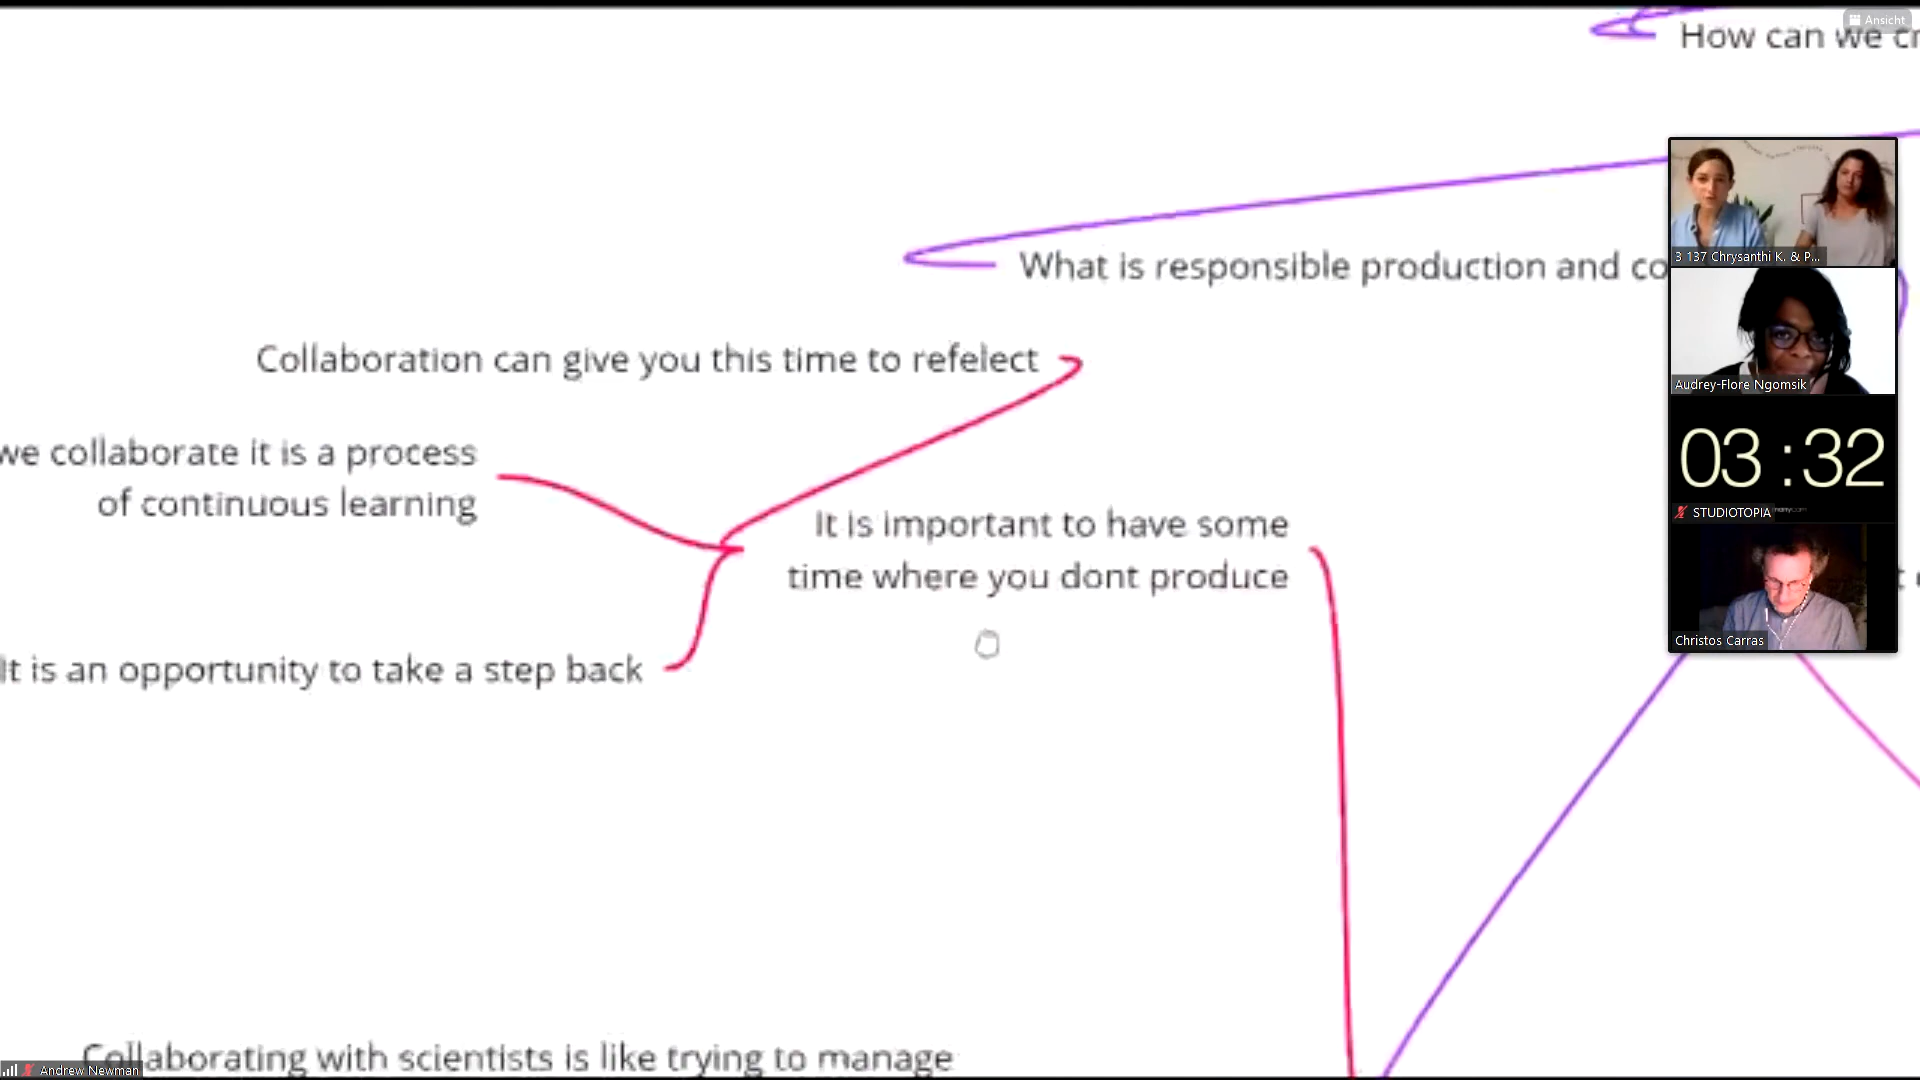 Ansicht
How can we cr
What is responsible production and co
3 137 Chrysanthi K. & P...
Collaboration can give you this time to refelect
Audrey-Flore Ngomsik
we collaborate it is a process
of continuous learning
03 :32
STUDIOTOPIA
It is important to have some
time where you dont produce
Christos Carras
It is an opportunity to take a step back
Collaborating with scientists is like trying to manage
Andrew Newman